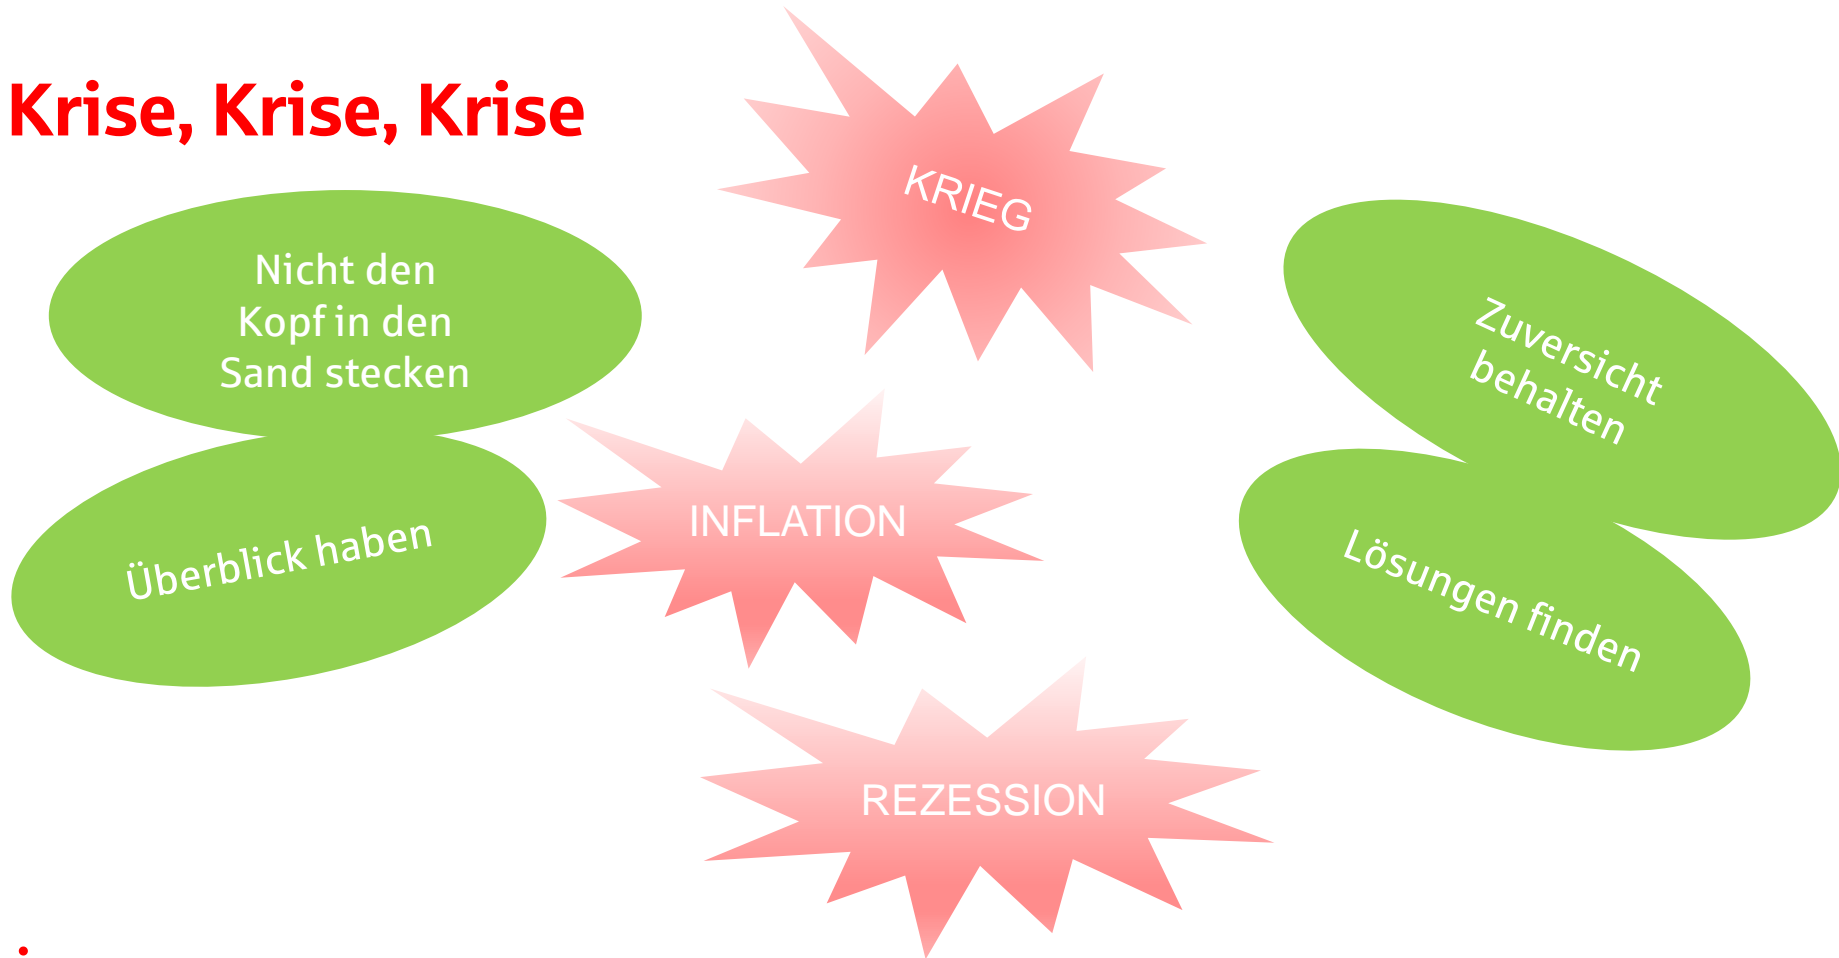 Krise, Krise, Krise
KRIEG
Nicht den
Kopf in den
Sand stecken
Zuversicht
behalten
Überblick haben
INFLATION
Lösungen finden
REZESSION